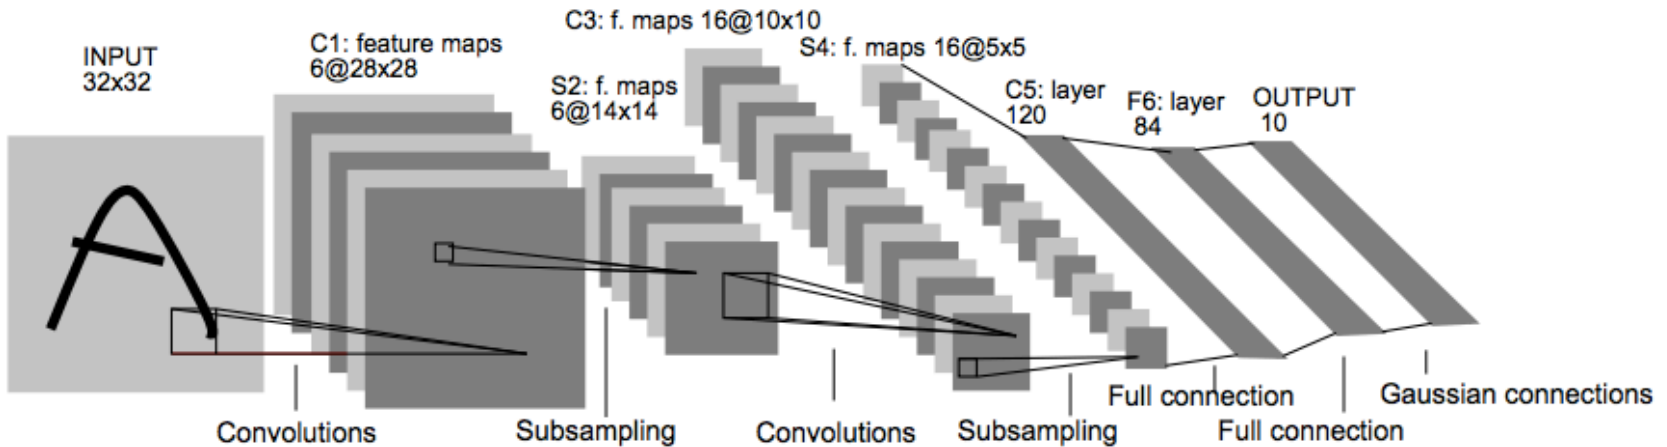 INPUT
32x32
C1: feature maps
6@28x28
S2: f. maps
6@14x14
C3: f. maps 16@10x10
S4: f. maps 16@5x5
C5: layer
120
F6: layer
84
OUTPUT
10
Convolutions
Subsampling
Convolutions
Subsampling
Full connection
Full connection
Gaussian connections